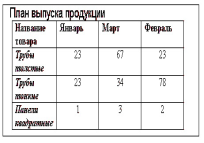 План выпуска продукции
Название товара Январь Март Февраль
Трубы толстые 23 67 23
Трубы тонкие 23 34 78
Панели квадратные 1 3 2